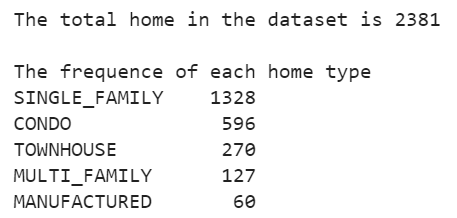 The total home in the dataset is 2381
The frequence of each home type
SINGLE_FAMILY 1328
CONDO 596
TOWNHOUSE 270
MULTI_FAMILY 127
MANUFACTURED 60